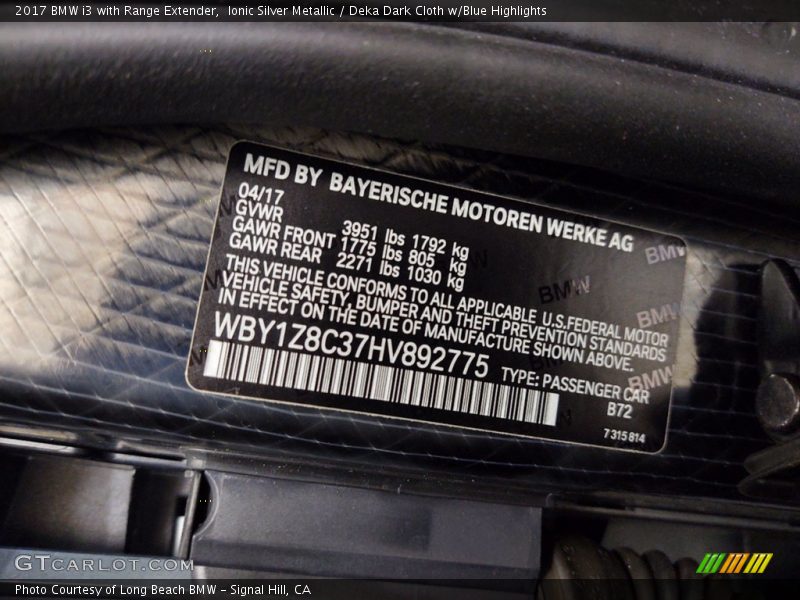 2017 BMW i3 with Range Extender, Ionic Silver Metallic / Deka Dark Cloth w/Blue Highlights
MFD BY BAYERISCHE MOTOREN WERKE AG
04/17
GVWR 3951 lbs 1792 kg
GAWR FRONT 1775 lbs 805 kg
GAWR REAR 2271 lbs 1030 kg
THIS VEHICLE CONFORMS TO ALL APPLICABLE U.S.FEDERAL MOTOR
VEHICLE SAFETY, BUMPER AND THEFT PREVENTION STANDARDS
IN EFFECT ON THE DATE OF MANUFACTURE SHOWN ABOVE.
WBY1Z8C37HV892775
TYPE: PASSENGER CAR
B72
7 315 814
BMW
BMW
BMW
BMW
GTCARLOT.COM
Photo Courtesy of Long Beach BMW – Signal Hill, CA